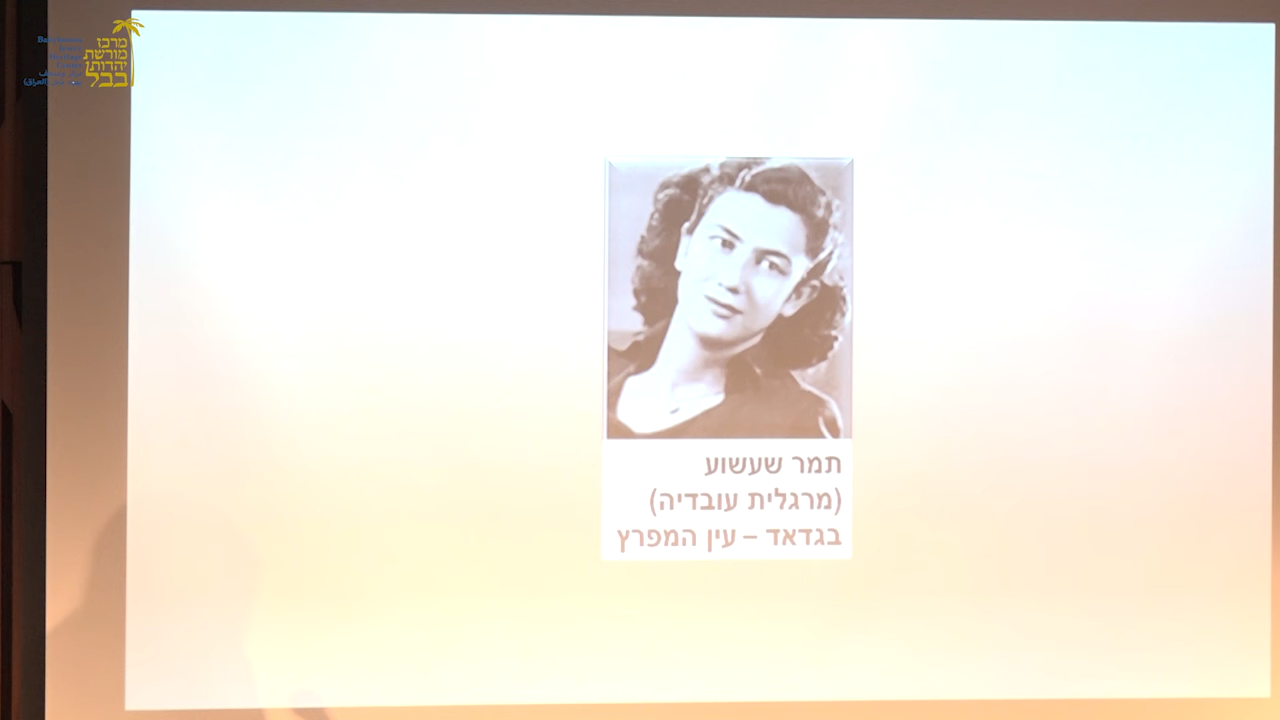 מרכז
מורשת
יהדות
בבל
תמר שעשוע
(מרגלית עובדיה)
בגדאד – עין המפרץ